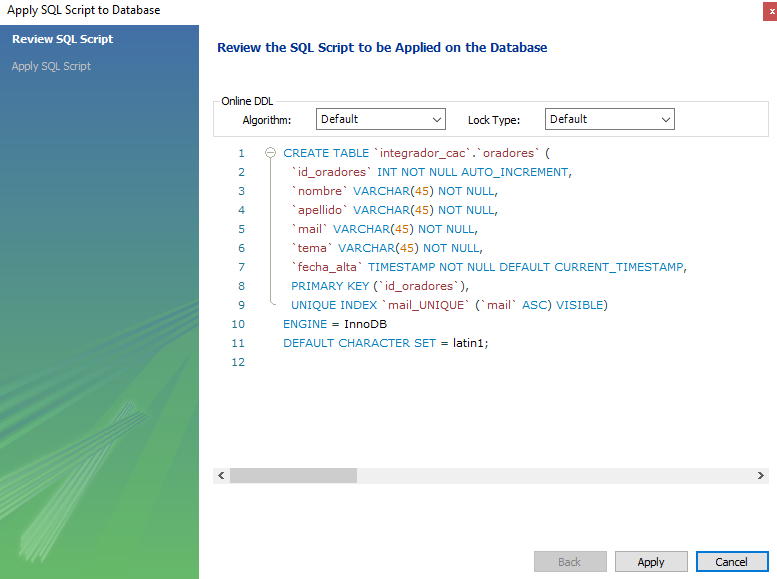 Apply SQL Script to Database
x
Review SQL Script
Apply SQL Script
Review the SQL Script to be Applied on the Database
Online DDL
Algorithm: Default Lock Type: Default
1 CREATE TABLE `integrador_cac`.`oradores` (
2 `id_oradores` INT NOT NULL AUTO_INCREMENT,
3 `nombre` VARCHAR(45) NOT NULL,
4 `apellido` VARCHAR(45) NOT NULL,
5 `mail` VARCHAR(45) NOT NULL,
6 `tema` VARCHAR(45) NOT NULL,
7 `fecha_alta` TIMESTAMP NOT NULL DEFAULT CURRENT_TIMESTAMP,
8 PRIMARY KEY (`id_oradores`),
9 UNIQUE INDEX `mail_UNIQUE` (`mail` ASC) VISIBLE)
10 ENGINE = InnoDB
11 DEFAULT CHARACTER SET = latin1;
12
Back Apply Cancel